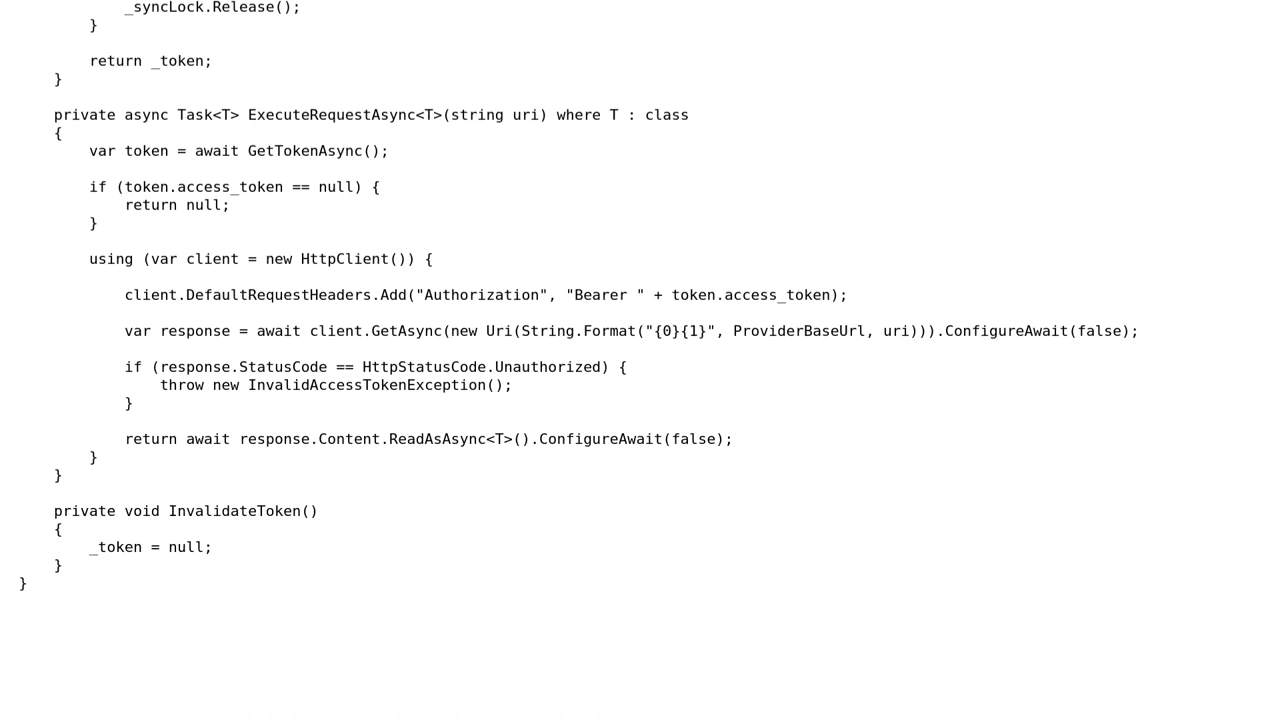 _syncLock.Release();
        }

        return _token;
    }

    private async Task<T> ExecuteRequestAsync<T>(string uri) where T : class
    {
        var token = await GetTokenAsync();

        if (token.access_token == null) {
            return null;
        }

        using (var client = new HttpClient()) {

            client.DefaultRequestHeaders.Add("Authorization", "Bearer " + token.access_token);

            var response = await client.GetAsync(new Uri(String.Format("{0}{1}", ProviderBaseUrl, uri))).ConfigureAwait(false);

            if (response.StatusCode == HttpStatusCode.Unauthorized) {
                throw new InvalidAccessTokenException();
            }

            return await response.Content.ReadAsAsync<T>().ConfigureAwait(false);
        }
    }

    private void InvalidateToken()
    {
        _token = null;
    }
}